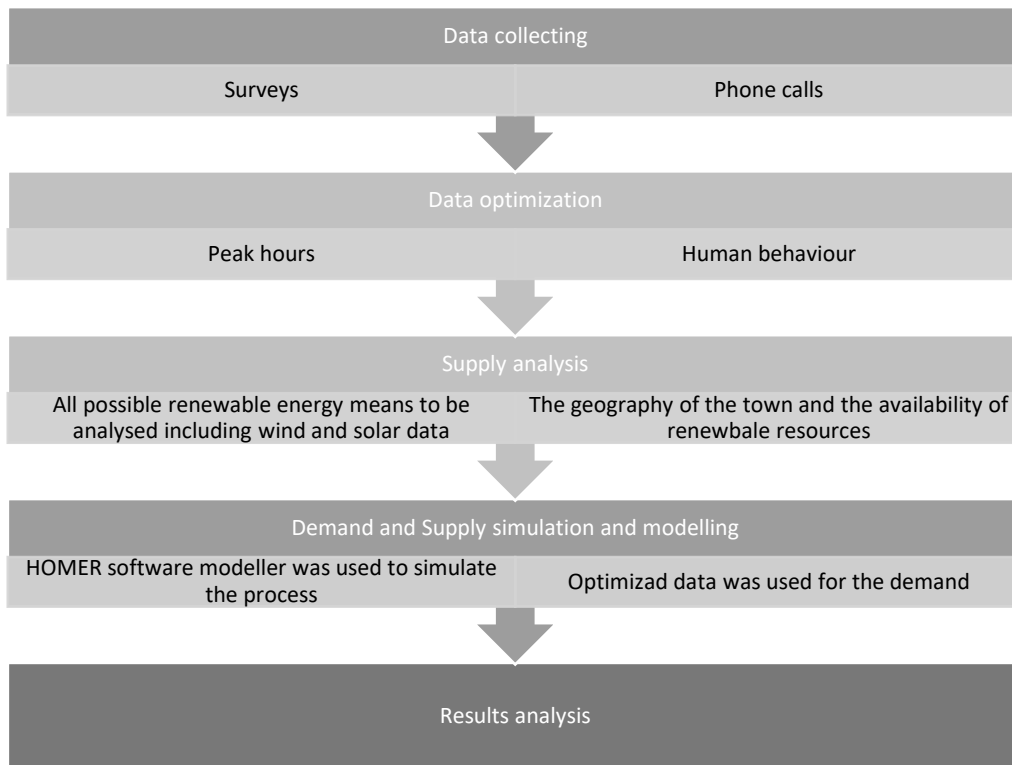 Data collecting
Surveys
Phone calls
Data optimization
Peak hours
Human behaviour
Supply analysis
All possible renewable energy means to be
analysed including wind and solar data
The geography of the town and the availability of
renewbale resources
Demand and Supply simulation and modelling
HOMER software modeller was used to simulate
the process
Optimizad data was used for the demand
Results analysis